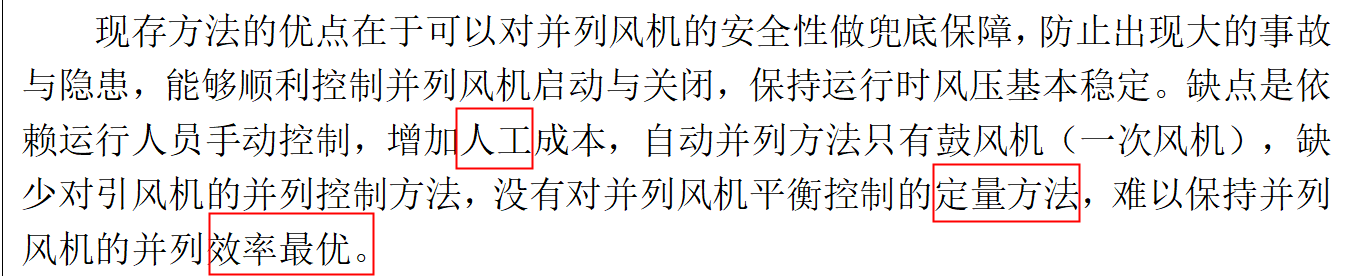 现存方法的优点在于可以对并列风机的安全性做兜底保障，防止出现大的事故
与隐患，能够顺利控制并列风机启动与关闭，保持运行时风压基本稳定。缺点是依
赖运行人员手动控制，增加人工成本，自动并列方法只有鼓风机（一次风机），缺
少对引风机的并列控制方法，没有对并列风机平衡控制的定量方法，难以保持并列
风机的并列效率最优。